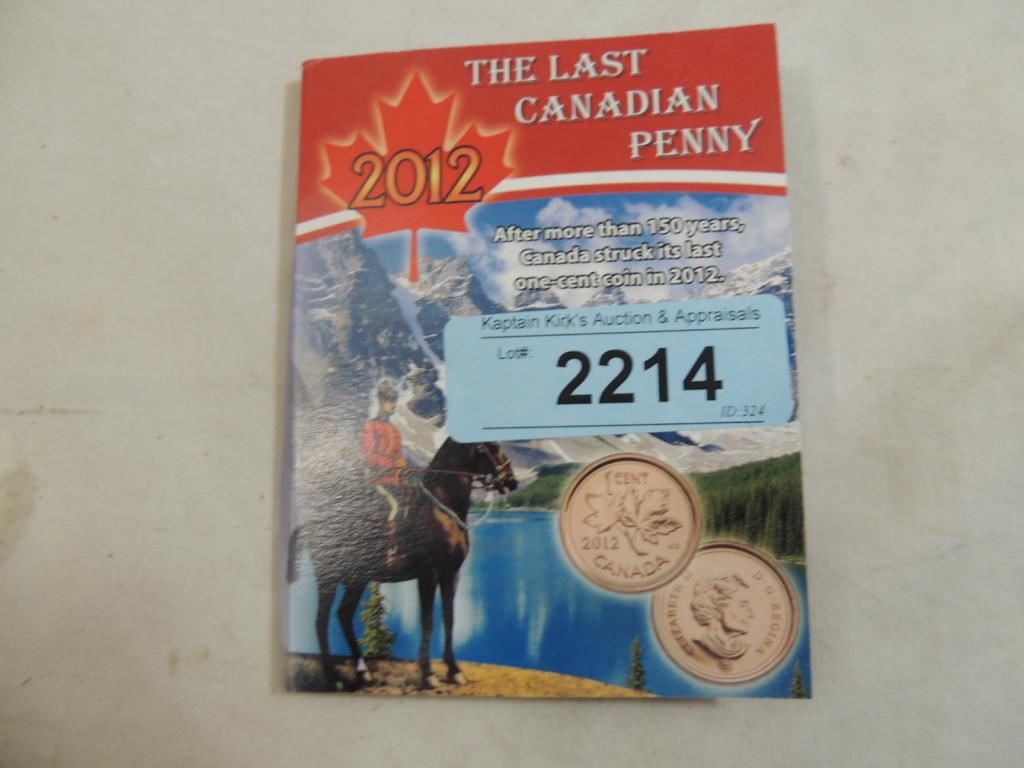 THE LAST
CANADIAN
PENNY
2012
After more than 150 years,
Canada struck its last
one-cent coin in 2012.
Kaptain Kirk's Auction & Appraisals
Lot#:
2214
ID:324
1 CENT
2012
CANADA
ELIZABETH II
D·G·REGINA